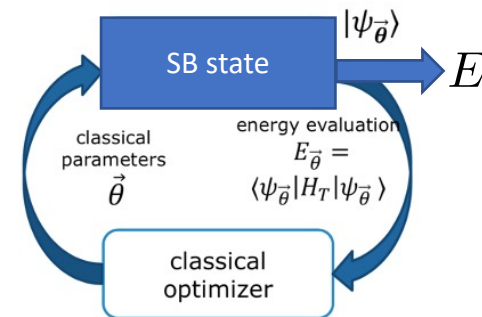 |ψ_θ⃗⟩
SB state
E
classical
parameters
θ⃗
energy evaluation
E_θ⃗ =
⟨ψ_θ⃗|H_T|ψ_θ⃗ ⟩
classical
optimizer